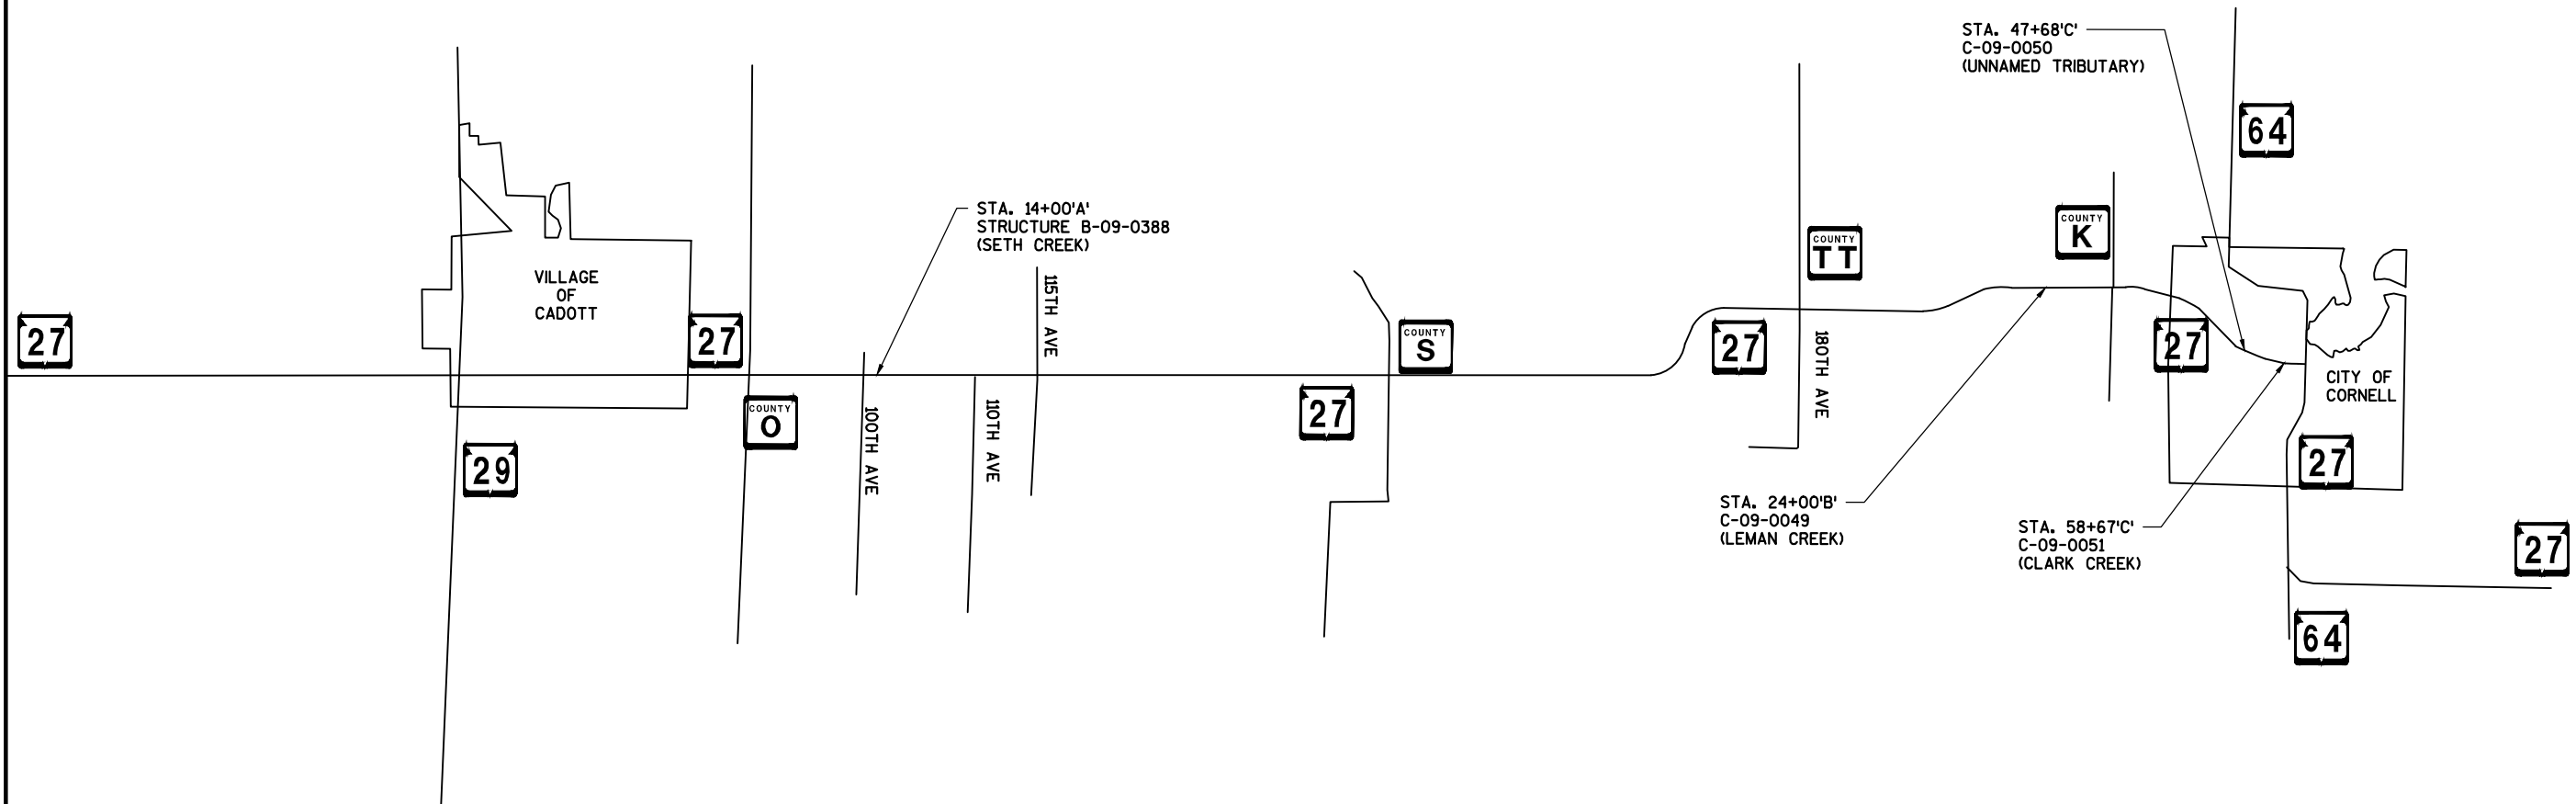 STA. 47+68'C'
C-09-0050
(UNNAMED TRIBUTARY)
64
STA. 14+00'A'
STRUCTURE B-09-0388
(SETH CREEK)
COUNTY
K
COUNTY
TT
VILLAGE
OF
CADOTT
115TH AVE
27
27
COUNTY
S
27
180TH AVE
27
CITY OF
CORNELL
COUNTY
O
100TH AVE
110TH AVE
27
29
27
STA. 24+00'B'
C-09-0049
(LEMAN CREEK)
STA. 58+67'C'
C-09-0051
(CLARK CREEK)
27
64